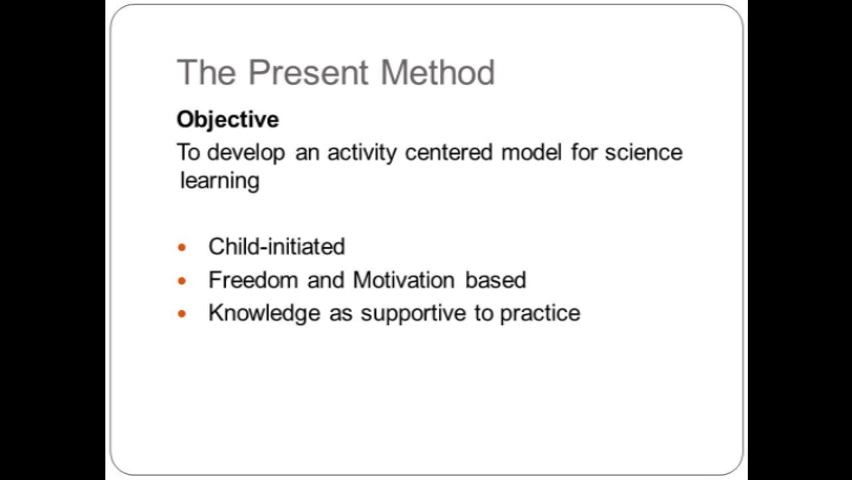 The Present Method
Objective
To develop an activity centered model for science
learning
Child-initiated
Freedom and Motivation based
Knowledge as supportive to practice